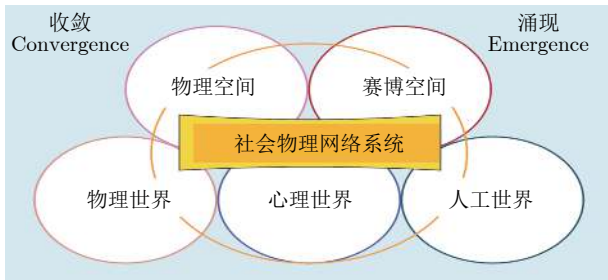 收敛
Convergence
涌现
Emergence
物理空间
赛博空间
社会物理网络系统
物理世界
心理世界
人工世界